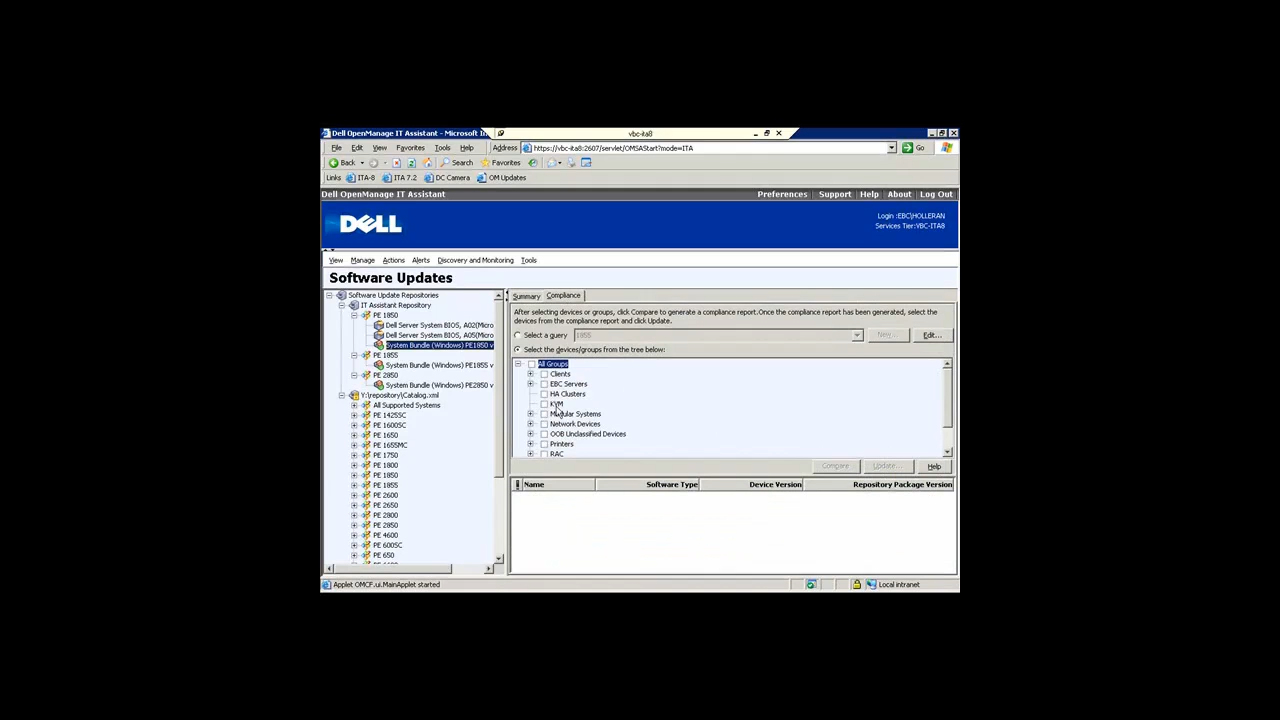 Dell OpenManage IT Assistant - Microsoft In
vbc-ita8
File Edit View Favorites Tools Help Address https://vbc-ita8:2607/servlet/OMSAStart?mode=ITA Go
Back Search Favorites
Links ITA-8 ITA 7.2 DC Camera OM Updates
Dell OpenManage IT Assistant Preferences Support Help About Log Out
DELL
Login :EBC\HOLLERAN
Services Tier:VBC-ITA8
View Manage Actions Alerts Discovery and Monitoring Tools
Software Updates
Software Update Repositories
IT Assistant Repository
PE 1850
Dell Server System BIOS, A02(Micro
Dell Server System BIOS, A05(Micro
System Bundle (Windows) PE1850 v
PE 1855
System Bundle (Windows) PE1855 v
PE 2850
System Bundle (Windows) PE2850 v
Y:\repository\Catalog.xml
All Supported Systems
PE 1425SC
PE 1600SC
PE 1650
PE 1655MC
PE 1750
PE 1800
PE 1850
PE 1855
PE 2600
PE 2650
PE 2800
PE 2850
PE 4600
PE 600SC
PE 650
Summary Compliance
After selecting devices or groups, click Compare to generate a compliance report.Once the compliance report has been generated, select the
devices from the compliance report and click Update.
Select a query 1855 New... Edit...
Select the devices/groups from the tree below:
All Groups
Clients
EBC Servers
HA Clusters
KVM
Modular Systems
Network Devices
OOB Unclassified Devices
Printers
RAC
Compare Update... Help
Name Software Type Device Version Repository Package Version
Applet OMCF.ui.MainApplet started Local intranet